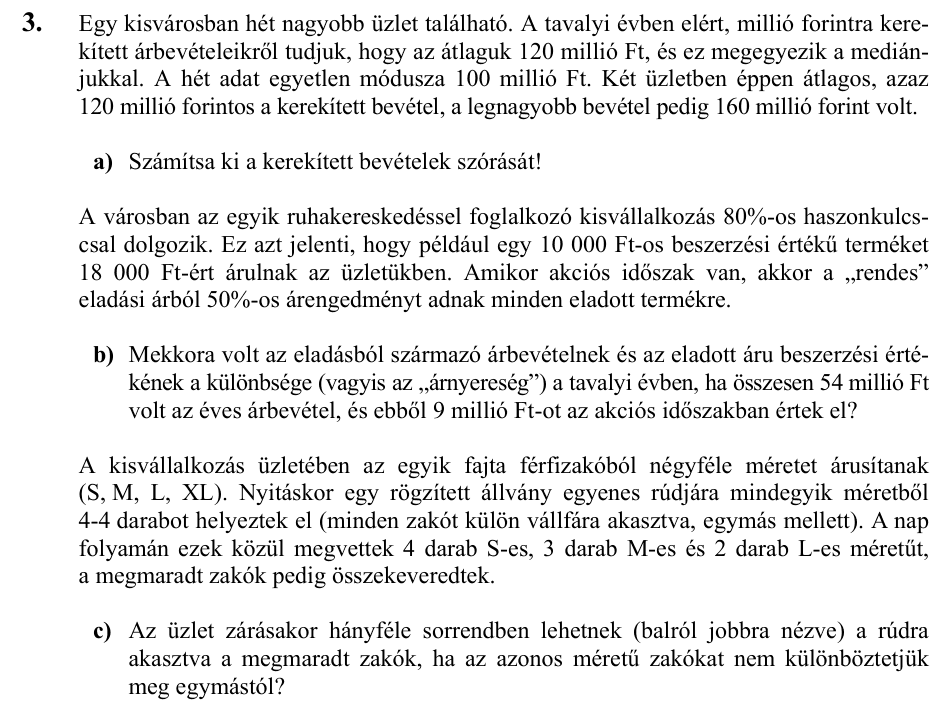 3. Egy kisvárosban hét nagyobb üzlet található. A tavalyi évben elért, millió forintra kere-
kített árbevételeikről tudjuk, hogy az átlaguk 120 millió Ft, és ez megegyezik a medián-
jukkal. A hét adat egyetlen módusza 100 millió Ft. Két üzletben éppen átlagos, azaz
120 millió forintos a kerekített bevétel, a legnagyobb bevétel pedig 160 millió forint volt.
a) Számítsa ki a kerekített bevételek szórását!
A városban az egyik ruhakereskedéssel foglalkozó kisvállalkozás 80%-os haszonkulcs-
csal dolgozik. Ez azt jelenti, hogy például egy 10 000 Ft-os beszerzési értékű terméket
18 000 Ft-ért árulnak az üzletükben. Amikor akciós időszak van, akkor a „rendes”
eladási árból 50%-os árengedményt adnak minden eladott termékre.
b) Mekkora volt az eladásból származó árbevételnek és az eladott áru beszerzési érté-
kének a különbsége (vagyis az „árnyereség”) a tavalyi évben, ha összesen 54 millió Ft
volt az éves árbevétel, és ebből 9 millió Ft-ot az akciós időszakban értek el?
A kisvállalkozás üzletében az egyik fajta férfizakóból négyféle méretet árusítanak
(S, M, L, XL). Nyitáskor egy rögzített állvány egyenes rúdjára mindegyik méretből
4-4 darabot helyeztek el (minden zakót külön vállfára akasztva, egymás mellett). A nap
folyamán ezek közül megvettek 4 darab S-es, 3 darab M-es és 2 darab L-es méretűt,
a megmaradt zakók pedig összekeveredtek.
c) Az üzlet zárásakor hányféle sorrendben lehetnek (balról jobbra nézve) a rúdra
akasztva a megmaradt zakók, ha az azonos méretű zakókat nem különböztetjük
meg egymástól?